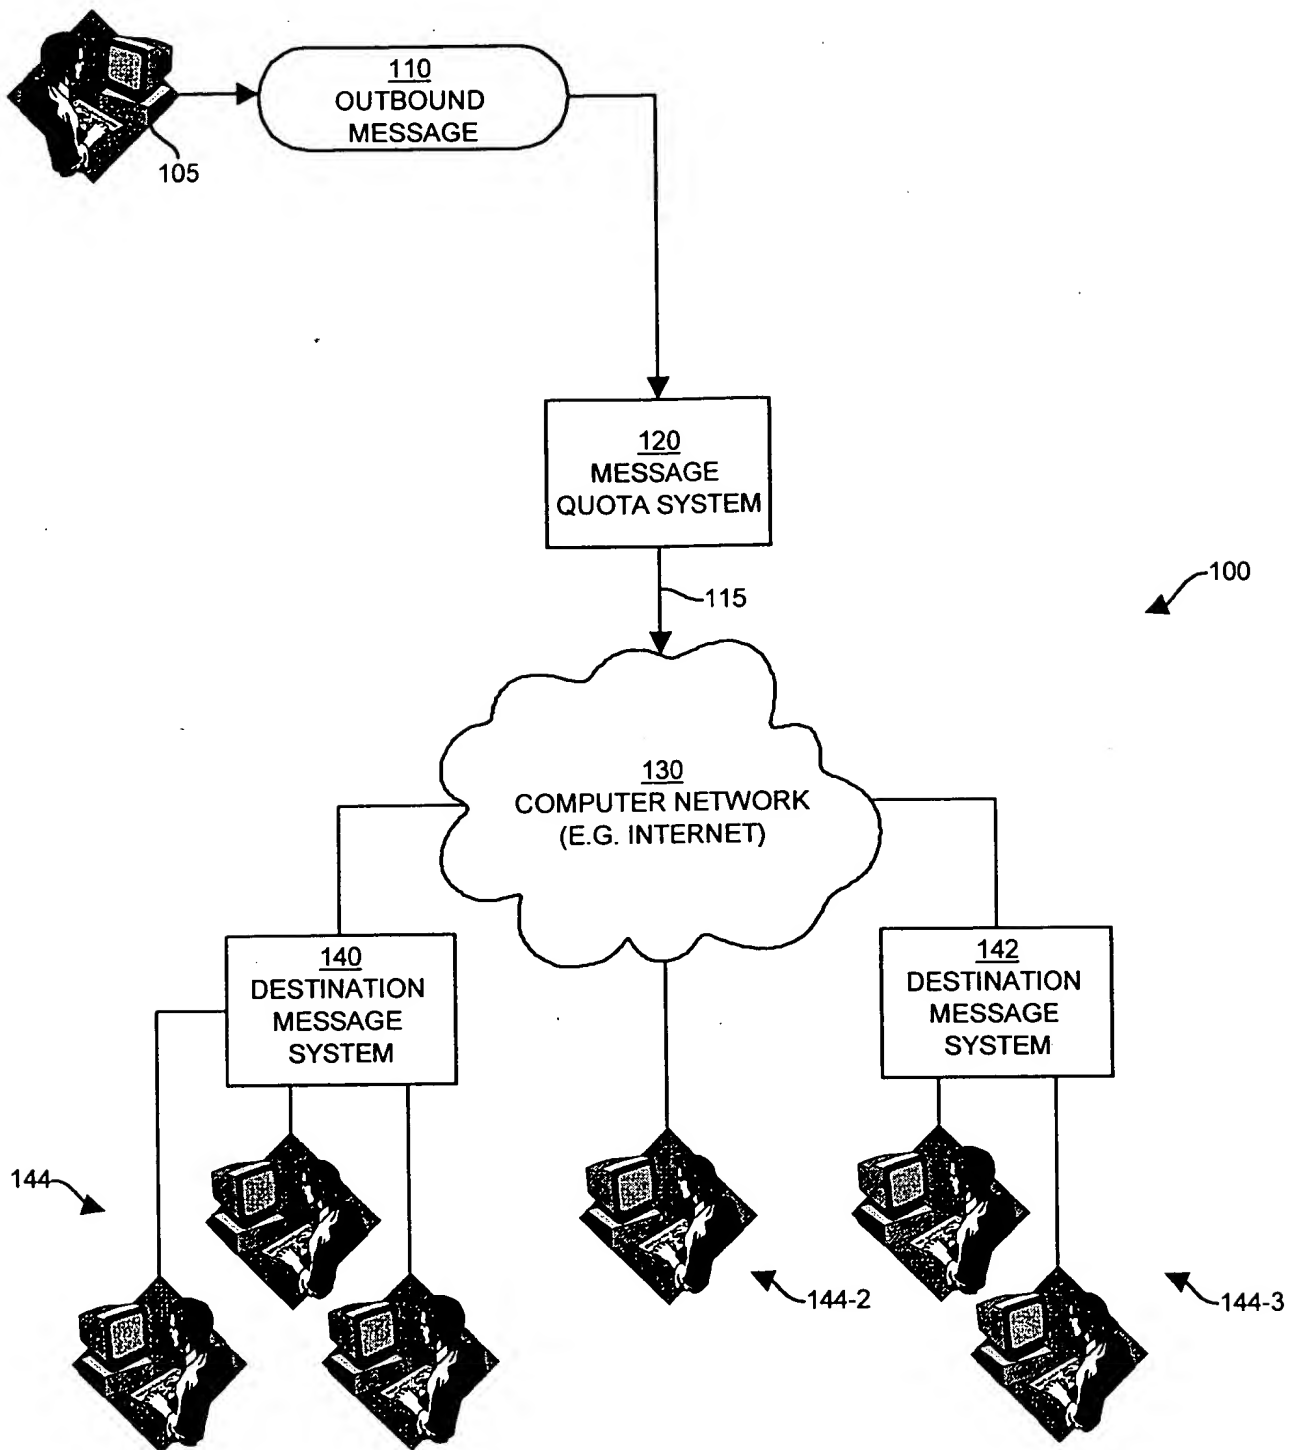 110
OUTBOUND
MESSAGE
105
120
MESSAGE
QUOTA SYSTEM
115
100
130
COMPUTER NETWORK
(E.G. INTERNET)
140
DESTINATION
MESSAGE
SYSTEM
142
DESTINATION
MESSAGE
SYSTEM
144
144-2
144-3